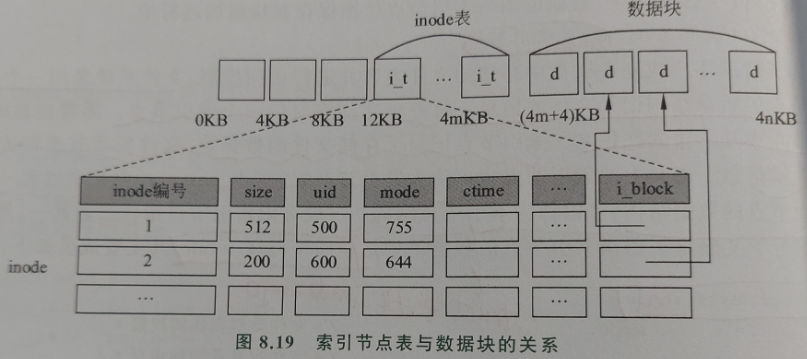 inode表 数据块
i_t … i_t d d d … d
0KB 4KB 8KB 12KB 4mKB (4m+4)KB 4nKB
inode编号 size uid mode ctime … i_block
1 512 500 755 …
inode 2 200 600 644 …
… …
图 8.19 索引节点表与数据块的关系